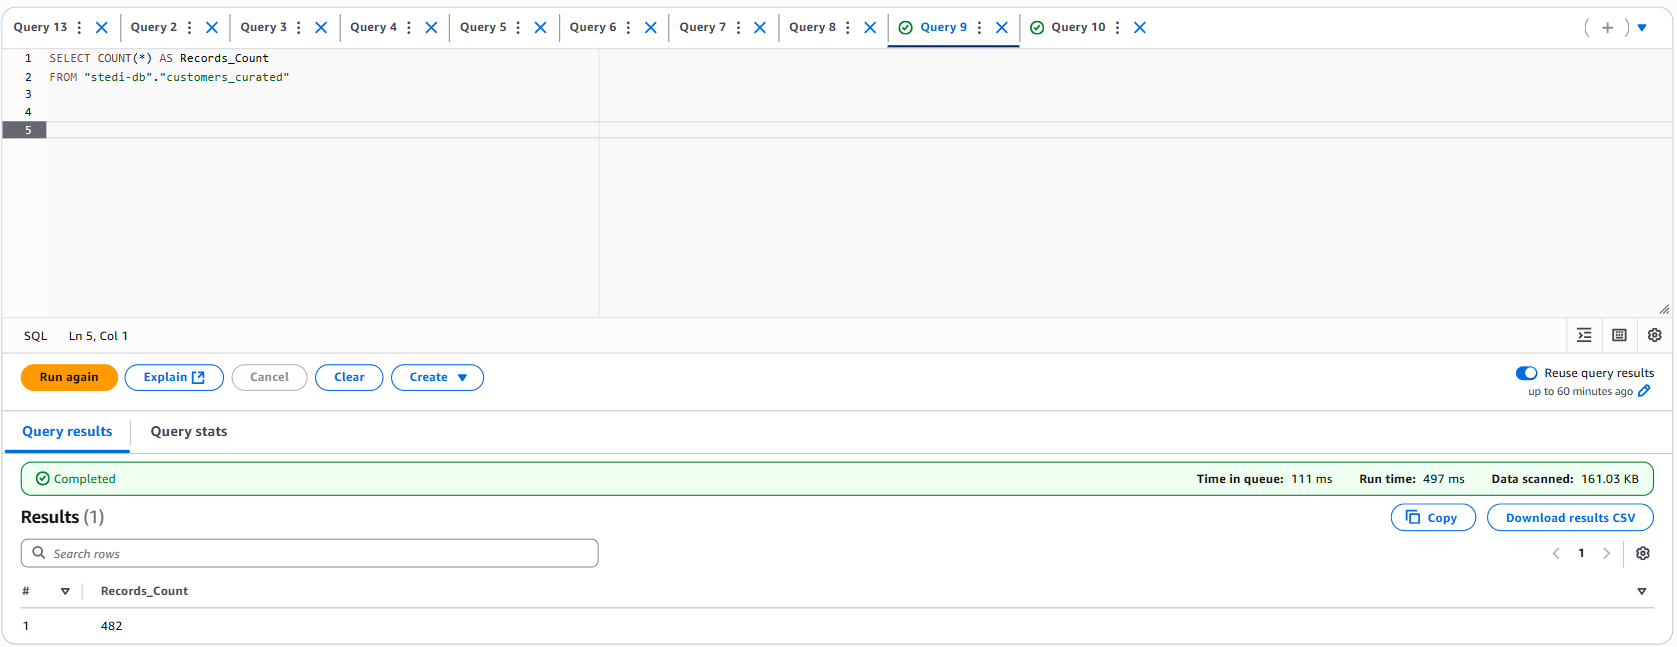 Query 13 Query 2 Query 3 Query 4 Query 5 Query 6 Query 7 Query 8 Query 9 Query 10
1 SELECT COUNT(*) AS Records_Count
2 FROM "stedi-db"."customers_curated"
3
4
5
SQL Ln 5, Col 1
Run again Explain Cancel Clear Create
Reuse query results
up to 60 minutes ago
Query results Query stats
Completed Time in queue: 111 ms Run time: 497 ms Data scanned: 161.03 KB
Results (1) Copy Download results CSV
Search rows 1
# Records_Count
1 482